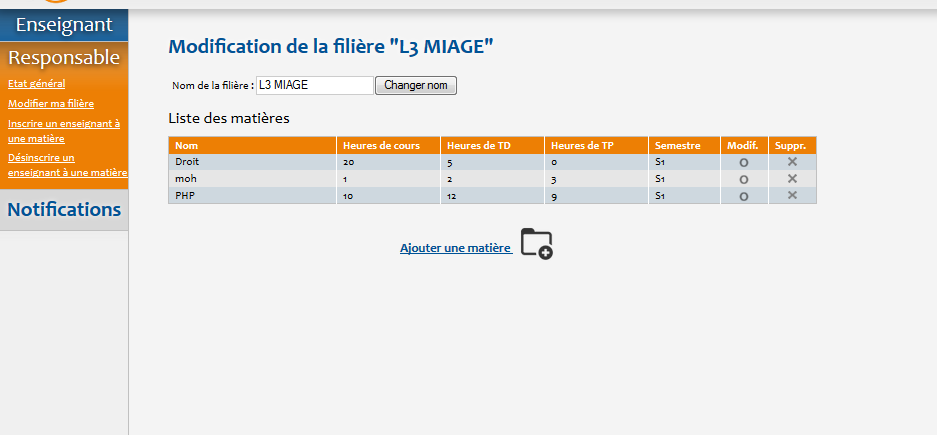 Enseignant
Responsable
Etat général
Modifier ma filière
Inscrire un enseignant à
une matière
Désinscrire un
enseignant à une matière
Notifications
Modification de la filière "L3 MIAGE"
Nom de la filière : L3 MIAGE Changer nom
Liste des matières
Nom Heures de cours Heures de TD Heures de TP Semestre Modif. Suppr.
Droit 20 5 0 S1 O X
moh 1 2 3 S1 O X
PHP 10 12 9 S1 O X
Ajouter une matière